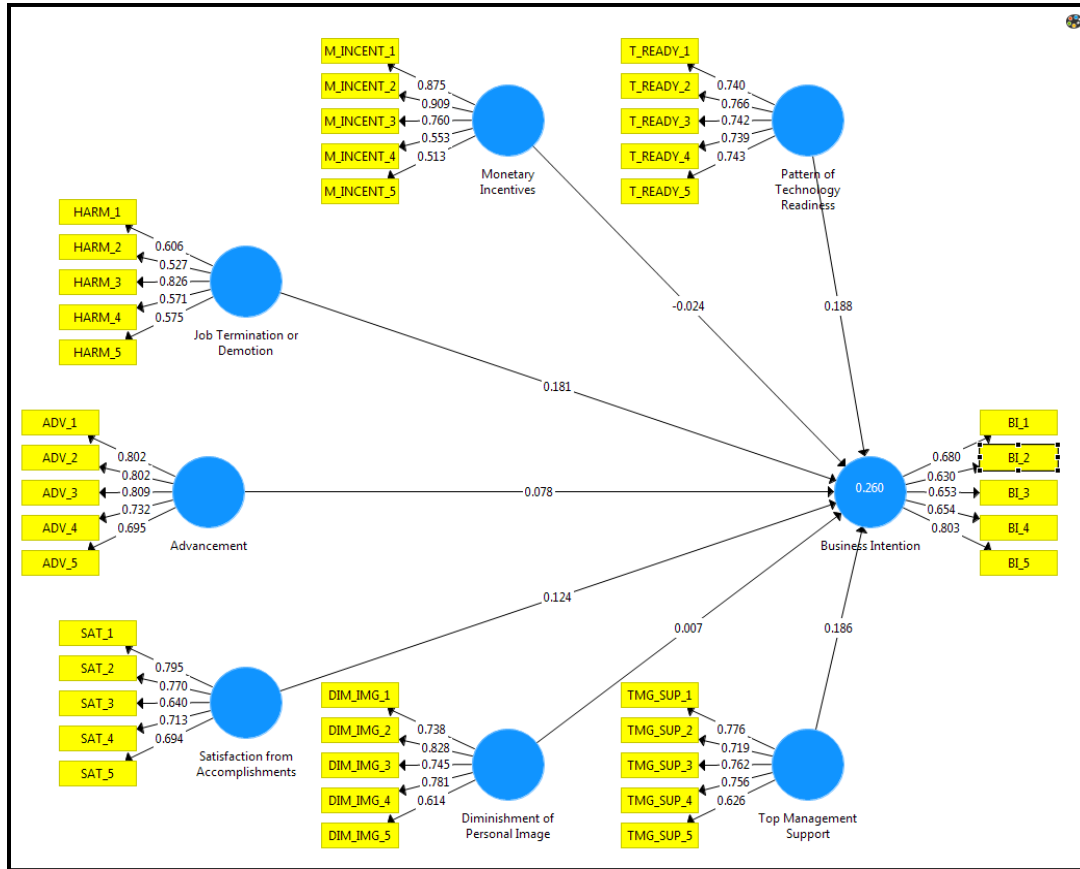 M_INCENT_1
M_INCENT_2
M_INCENT_3
M_INCENT_4
M_INCENT_5
0.875
0.909
0.760
0.553
0.513
Monetary
Incentives
T_READY_1
T_READY_2
T_READY_3
T_READY_4
T_READY_5
0.740
0.766
0.742
0.739
0.743
Pattern of
Technology
Readiness
HARM_1
HARM_2
HARM_3
HARM_4
HARM_5
0.606
0.527
0.826
0.571
0.575
Job Termination or
Demotion
-0.024
0.188
0.181
ADV_1
ADV_2
ADV_3
ADV_4
ADV_5
0.802
0.802
0.809
0.732
0.695
Advancement
0.078
0.260
Business Intention
0.680
0.630
0.653
0.654
0.803
BI_1
BI_2
BI_3
BI_4
BI_5
0.124
0.007
0.186
SAT_1
SAT_2
SAT_3
SAT_4
SAT_5
0.795
0.770
0.640
0.713
0.694
Satisfaction from
Accomplishments
DIM_IMG_1
DIM_IMG_2
DIM_IMG_3
DIM_IMG_4
DIM_IMG_5
0.738
0.828
0.745
0.781
0.614
Diminishment of
Personal Image
TMG_SUP_1
TMG_SUP_2
TMG_SUP_3
TMG_SUP_4
TMG_SUP_5
0.776
0.719
0.762
0.756
0.626
Top Management
Support